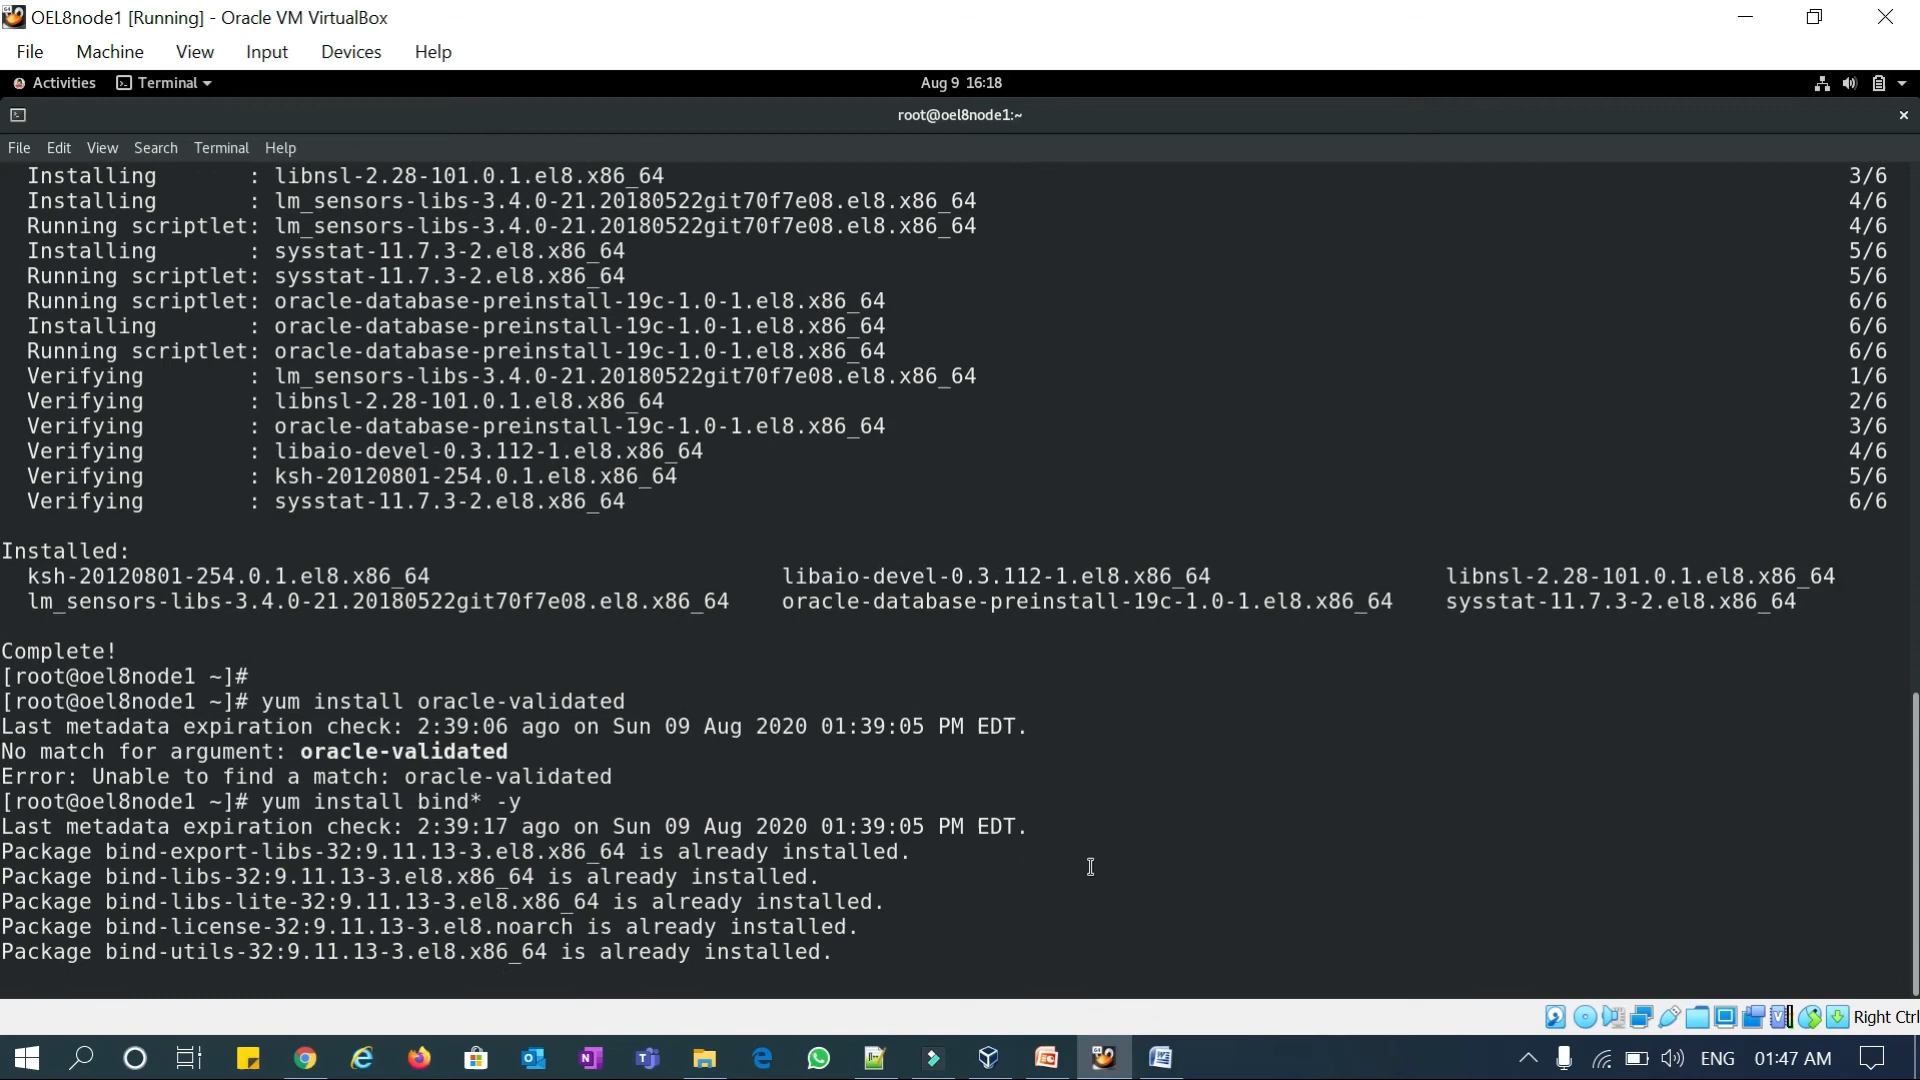 OEL8node1 [Running] - Oracle VM VirtualBox
File Machine View Input Devices Help
Activities Terminal Aug 9 16:18
root@oel8node1:~
File Edit View Search Terminal Help
Installing : libnsl-2.28-101.0.1.el8.x86_64 3/6
Installing : lm_sensors-libs-3.4.0-21.20180522git70f7e08.el8.x86_64 4/6
Running scriptlet: lm_sensors-libs-3.4.0-21.20180522git70f7e08.el8.x86_64 4/6
Installing : sysstat-11.7.3-2.el8.x86_64 5/6
Running scriptlet: sysstat-11.7.3-2.el8.x86_64 5/6
Running scriptlet: oracle-database-preinstall-19c-1.0-1.el8.x86_64 6/6
Installing : oracle-database-preinstall-19c-1.0-1.el8.x86_64 6/6
Running scriptlet: oracle-database-preinstall-19c-1.0-1.el8.x86_64 6/6
Verifying : lm_sensors-libs-3.4.0-21.20180522git70f7e08.el8.x86_64 1/6
Verifying : libnsl-2.28-101.0.1.el8.x86_64 2/6
Verifying : oracle-database-preinstall-19c-1.0-1.el8.x86_64 3/6
Verifying : libaio-devel-0.3.112-1.el8.x86_64 4/6
Verifying : ksh-20120801-254.0.1.el8.x86_64 5/6
Verifying : sysstat-11.7.3-2.el8.x86_64 6/6
Installed:
ksh-20120801-254.0.1.el8.x86_64 libaio-devel-0.3.112-1.el8.x86_64 libnsl-2.28-101.0.1.el8.x86_64
lm_sensors-libs-3.4.0-21.20180522git70f7e08.el8.x86_64 oracle-database-preinstall-19c-1.0-1.el8.x86_64 sysstat-11.7.3-2.el8.x86_64
Complete!
[root@oel8node1 ~]#
[root@oel8node1 ~]# yum install oracle-validated
Last metadata expiration check: 2:39:06 ago on Sun 09 Aug 2020 01:39:05 PM EDT.
No match for argument: oracle-validated
Error: Unable to find a match: oracle-validated
[root@oel8node1 ~]# yum install bind* -y
Last metadata expiration check: 2:39:17 ago on Sun 09 Aug 2020 01:39:05 PM EDT.
Package bind-export-libs-32:9.11.13-3.el8.x86_64 is already installed.
Package bind-libs-32:9.11.13-3.el8.x86_64 is already installed.
Package bind-libs-lite-32:9.11.13-3.el8.x86_64 is already installed.
Package bind-license-32:9.11.13-3.el8.noarch is already installed.
Package bind-utils-32:9.11.13-3.el8.x86_64 is already installed.
Right Ctrl
ENG 01:47 AM